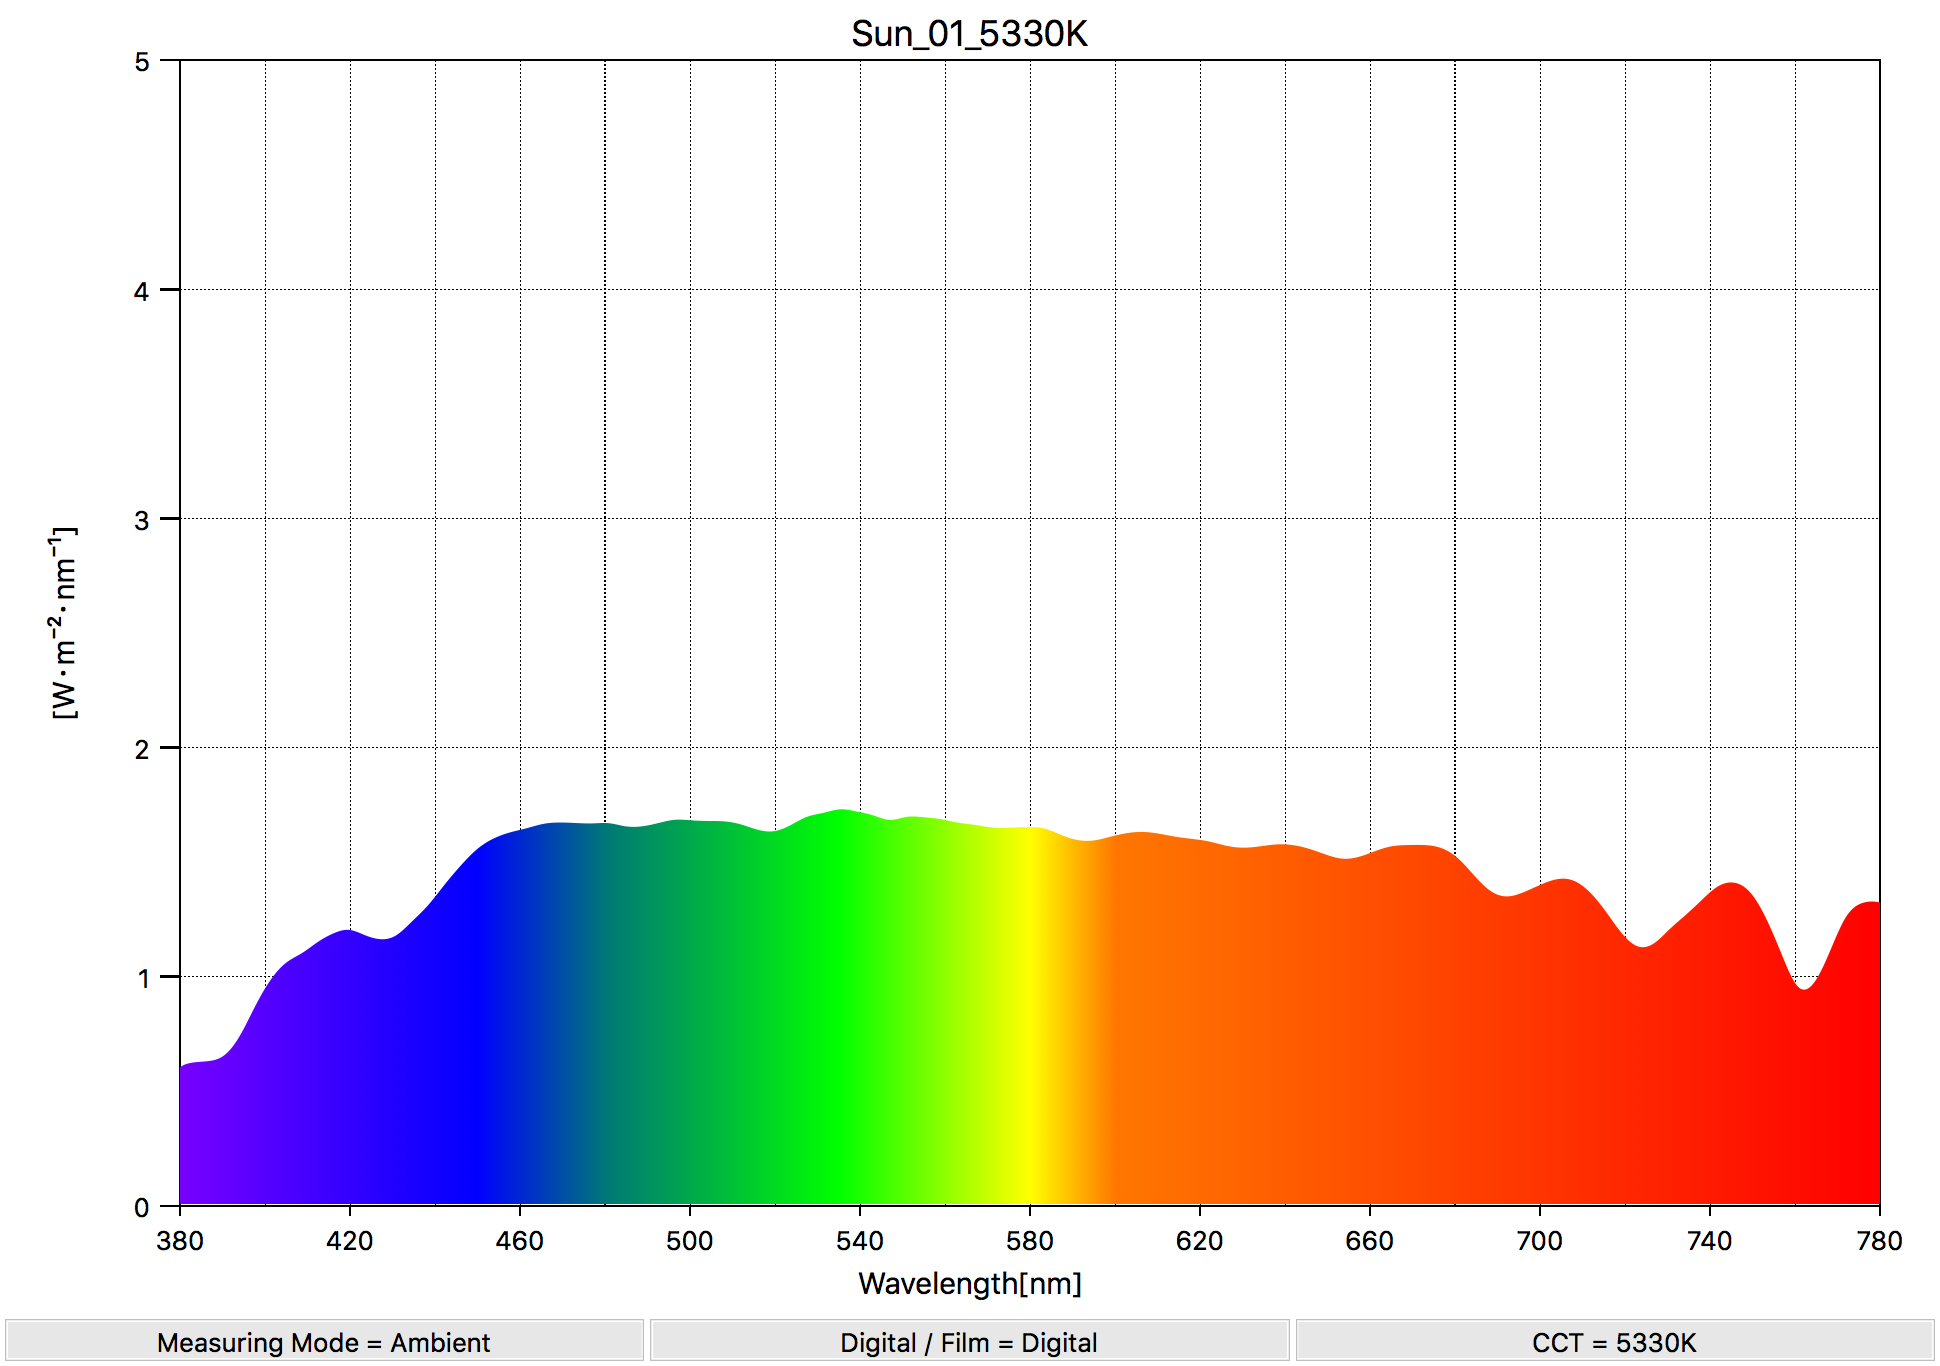 Sun_01_5330K
5
4
3
2
1
0
[W·m⁻²·nm⁻¹]
380 420 460 500 540 580 620 660 700 740 780
Wavelength[nm]
Measuring Mode = Ambient
Digital / Film = Digital
CCT = 5330K